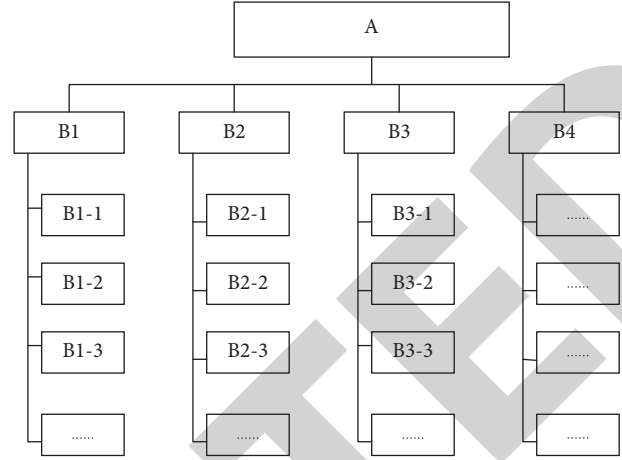 A
B1 B2 B3 B4
B1-1 B2-1 B3-1 ......
B1-2 B2-2 B3-2 ......
B1-3 B2-3 B3-3 ......
...... ...... ...... ......